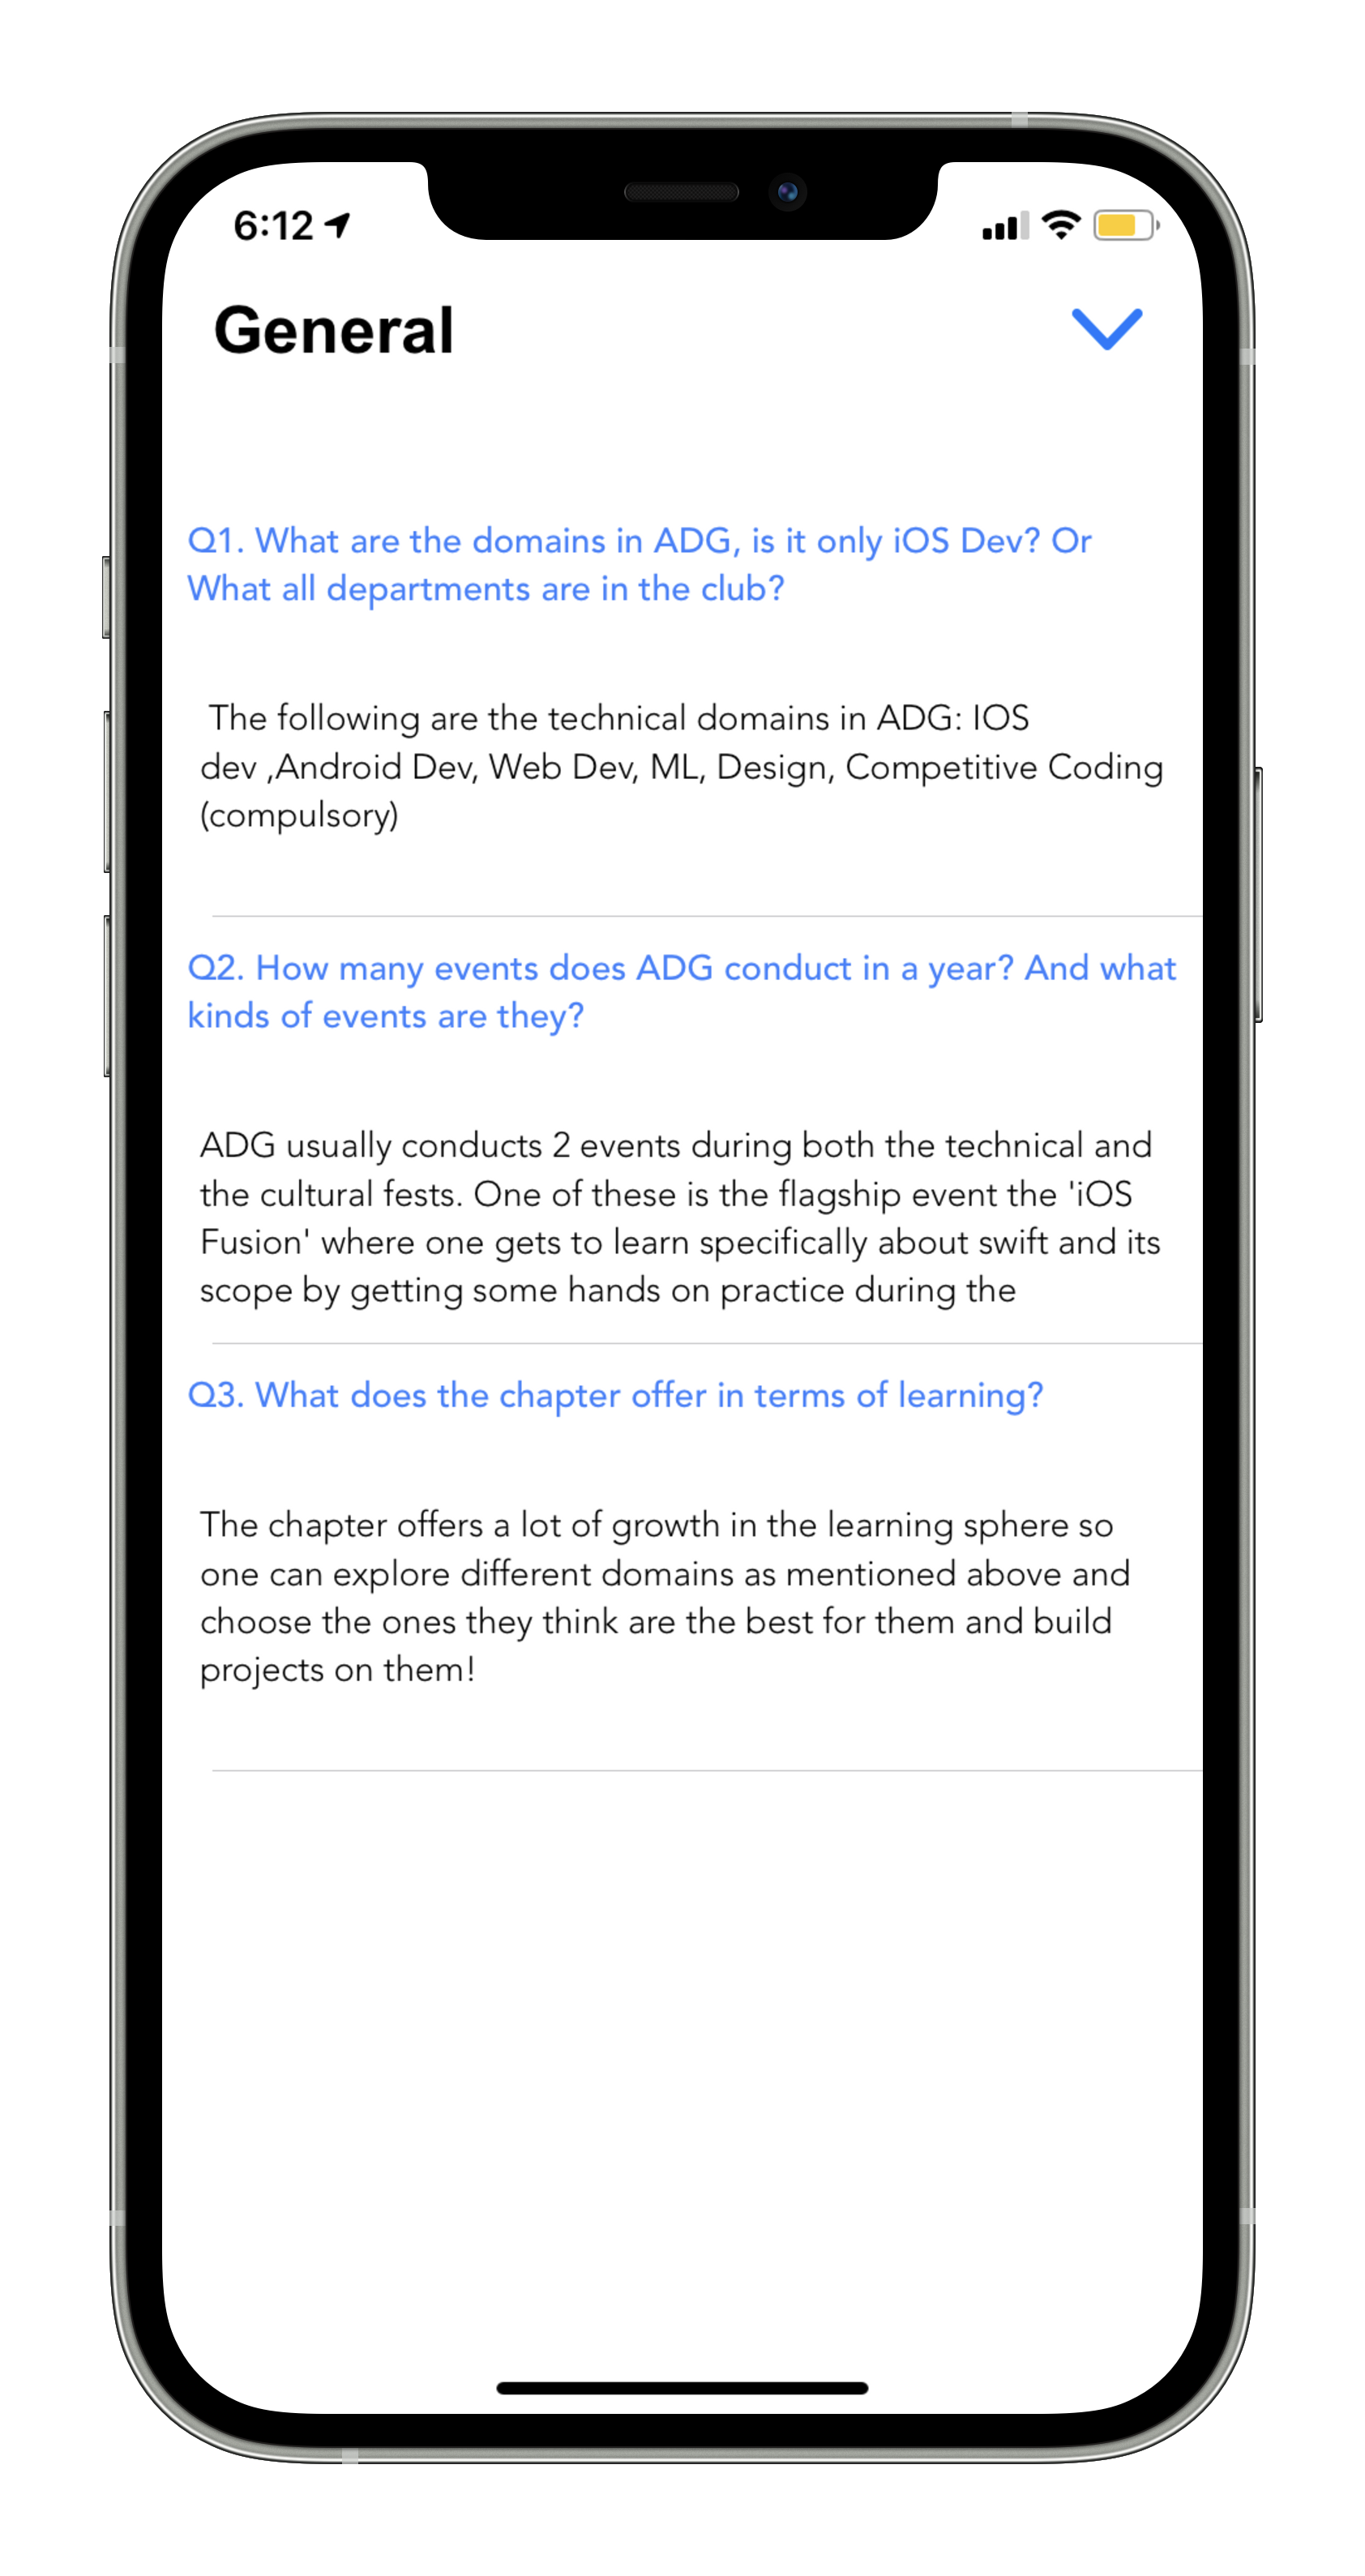 6:12
General
Q1. What are the domains in ADG, is it only iOS Dev? Or
What all departments are in the club?
The following are the technical domains in ADG: IOS
dev ,Android Dev, Web Dev, ML, Design, Competitive Coding
(compulsory)
Q2. How many events does ADG conduct in a year? And what
kinds of events are they?
ADG usually conducts 2 events during both the technical and
the cultural fests. One of these is the flagship event the 'iOS
Fusion' where one gets to learn specifically about swift and its
scope by getting some hands on practice during the
Q3. What does the chapter offer in terms of learning?
The chapter offers a lot of growth in the learning sphere so
one can explore different domains as mentioned above and
choose the ones they think are the best for them and build
projects on them!